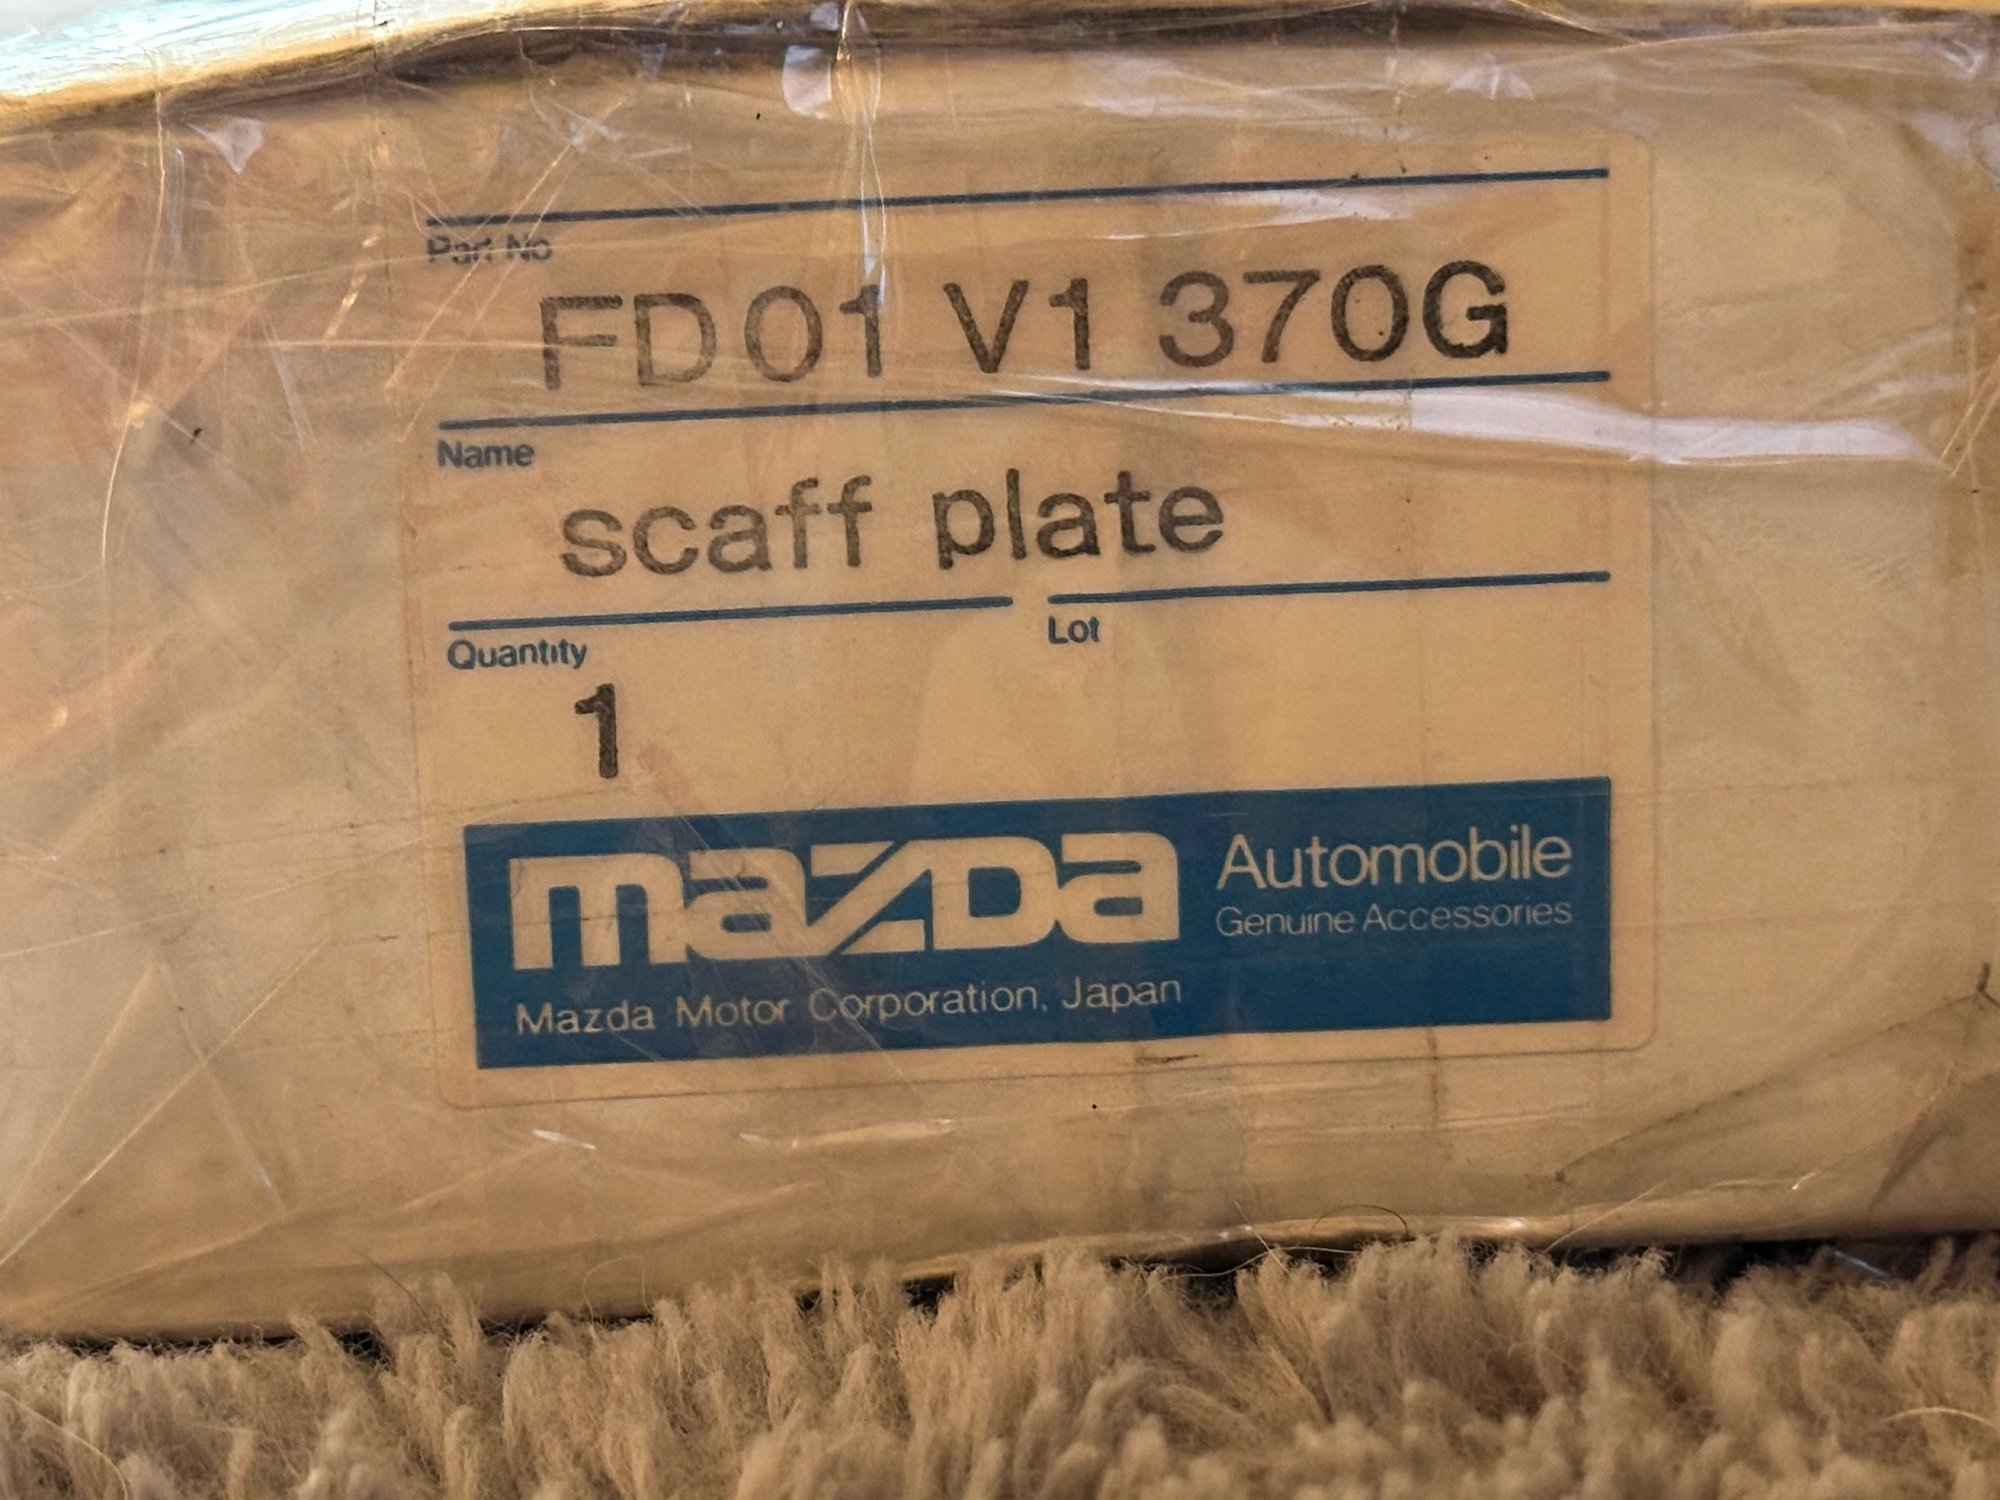 Part No
FD01 V1 370G
Name
scaff plate
Quantity
Lot
1
mazda Automobile
Genuine Accessories
Mazda Motor Corporation, Japan